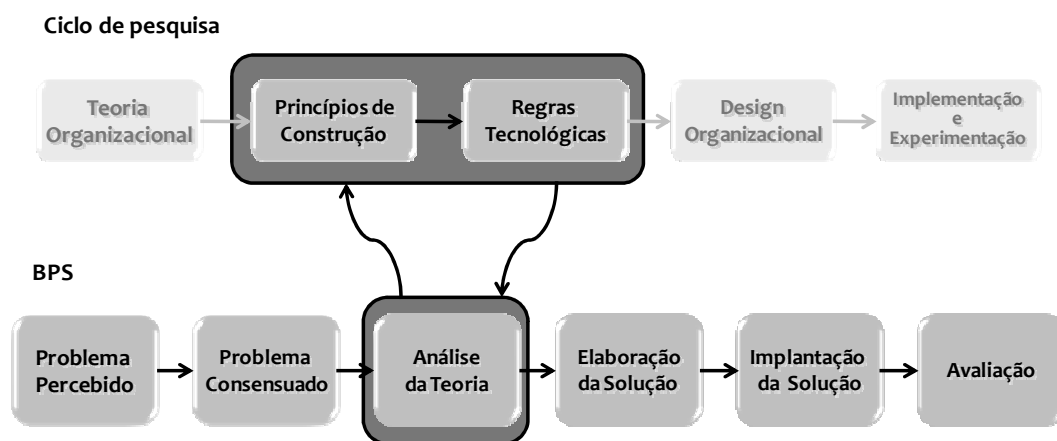 Ciclo de pesquisa
Teoria
Organizacional
Princípios de
Construção
Regras
Tecnológicas
Design
Organizacional
Implementação
e
Experimentação
BPS
Problema
Percebido
Problema
Consensuado
Análise
da Teoria
Elaboração
da Solução
Implantação
da Solução
Avaliação